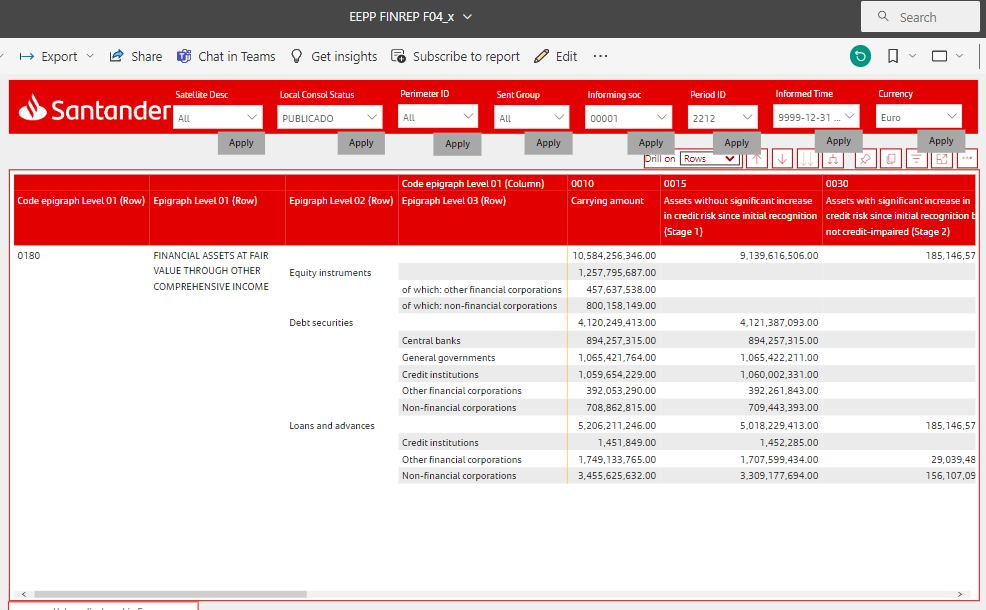 EEPP FINREP F04_x
Search
Export
Share
Chat in Teams
Get insights
Subscribe to report
Edit
Santander
Satellite Desc
All
Apply
Local Consol Status
PUBLICADO
Apply
Perimeter ID
All
Apply
Sent Group
All
Apply
Informing soc
00001
Apply
Period ID
2212
Apply
Informed Time
9999-12-31 ...
Apply
Currency
Euro
Apply
Drill on Rows
Code epigraph Level 01 (Column) 0010 0015 0030
Code epigraph Level 01 (Row) Epigraph Level 01 (Row) Epigraph Level 02 (Row) Epigraph Level 03 (Row) Carrying amount Assets without significant increase Assets with significant increase in
in credit risk since initial recognition credit risk since initial recognition b
(Stage 1) not credit-impaired (Stage 2)
0180 FINANCIAL ASSETS AT FAIR 10,584,256,346.00 9,139,616,506.00 185,146,57
VALUE THROUGH OTHER
Equity instruments 1,257,795,687.00
COMPREHENSIVE INCOME
of which: other financial corporations 457,637,538.00
of which: non-financial corporations 800,158,149.00
Debt securities 4,120,249,413.00 4,121,387,093.00
Central banks 894,257,315.00 894,257,315.00
General governments 1,065,421,764.00 1,065,422,211.00
Credit institutions 1,059,654,229.00 1,060,002,331.00
Other financial corporations 392,053,290.00 392,261,843.00
Non-financial corporations 708,862,815.00 709,443,393.00
Loans and advances 5,206,211,246.00 5,018,229,413.00 185,146,57
Credit institutions 1,451,849.00 1,452,285.00
Other financial corporations 1,749,133,765.00 1,707,599,434.00 29,039,48
Non-financial corporations 3,455,625,632.00 3,309,177,694.00 156,107,09